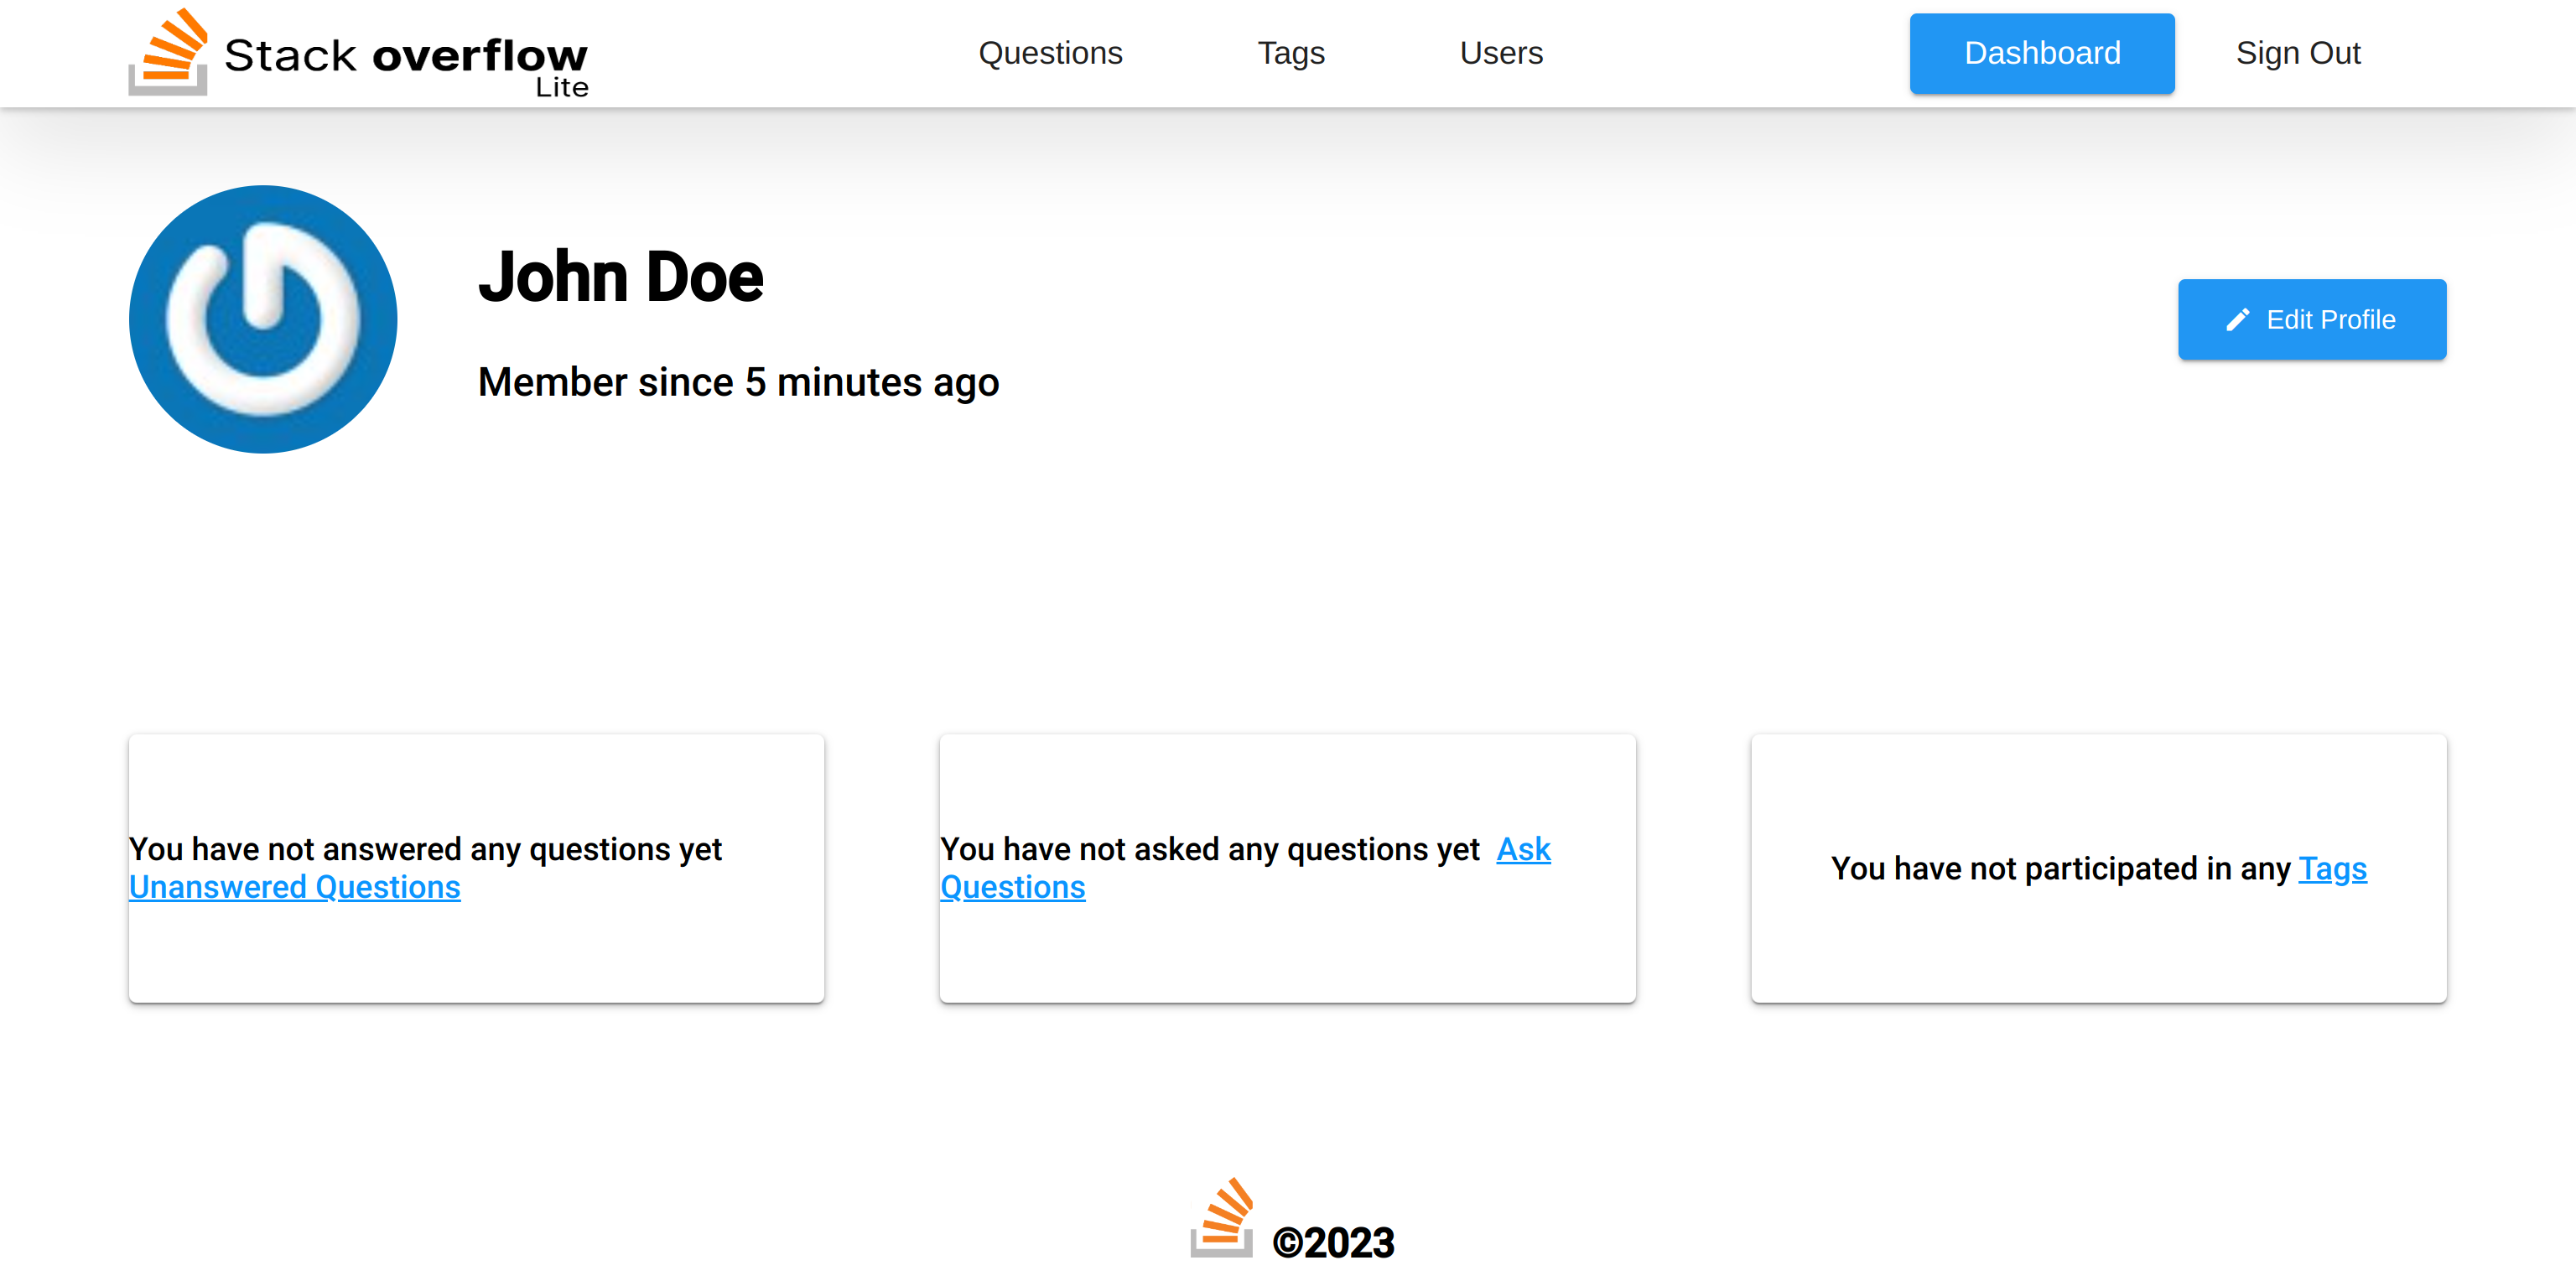 Stack overflow
Lite
Questions
Tags
Users
Dashboard
Sign Out
John Doe
Member since 5 minutes ago
Edit Profile
You have not answered any questions yet
Unanswered Questions
You have not asked any questions yet Ask
Questions
You have not participated in any Tags
©2023